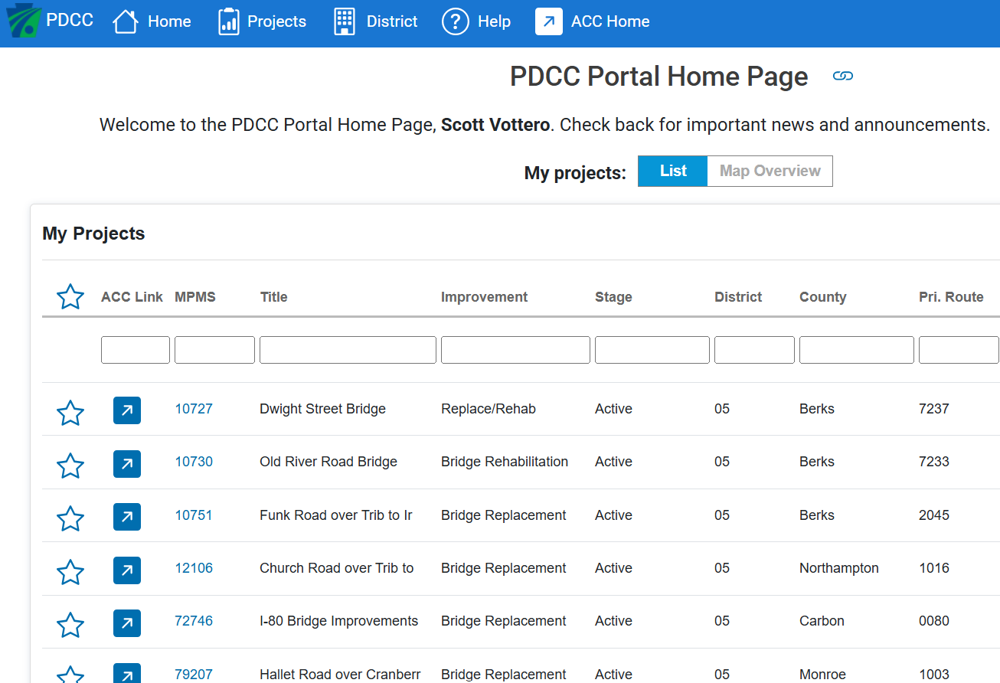 PDCC Home Projects District Help ACC Home
PDCC Portal Home Page
Welcome to the PDCC Portal Home Page, Scott Vottero. Check back for important news and announcements.
My projects: List Map Overview
My Projects
ACC Link MPMS Title Improvement Stage District County Pri. Route
10727 Dwight Street Bridge Replace/Rehab Active 05 Berks 7237
10730 Old River Road Bridge Bridge Rehabilitation Active 05 Berks 7233
10751 Funk Road over Trib to Ir Bridge Replacement Active 05 Berks 2045
12106 Church Road over Trib to Bridge Replacement Active 05 Northampton 1016
72746 I-80 Bridge Improvements Bridge Replacement Active 05 Carbon 0080
79207 Hallet Road over Cranberr Bridge Replacement Active 05 Monroe 1003